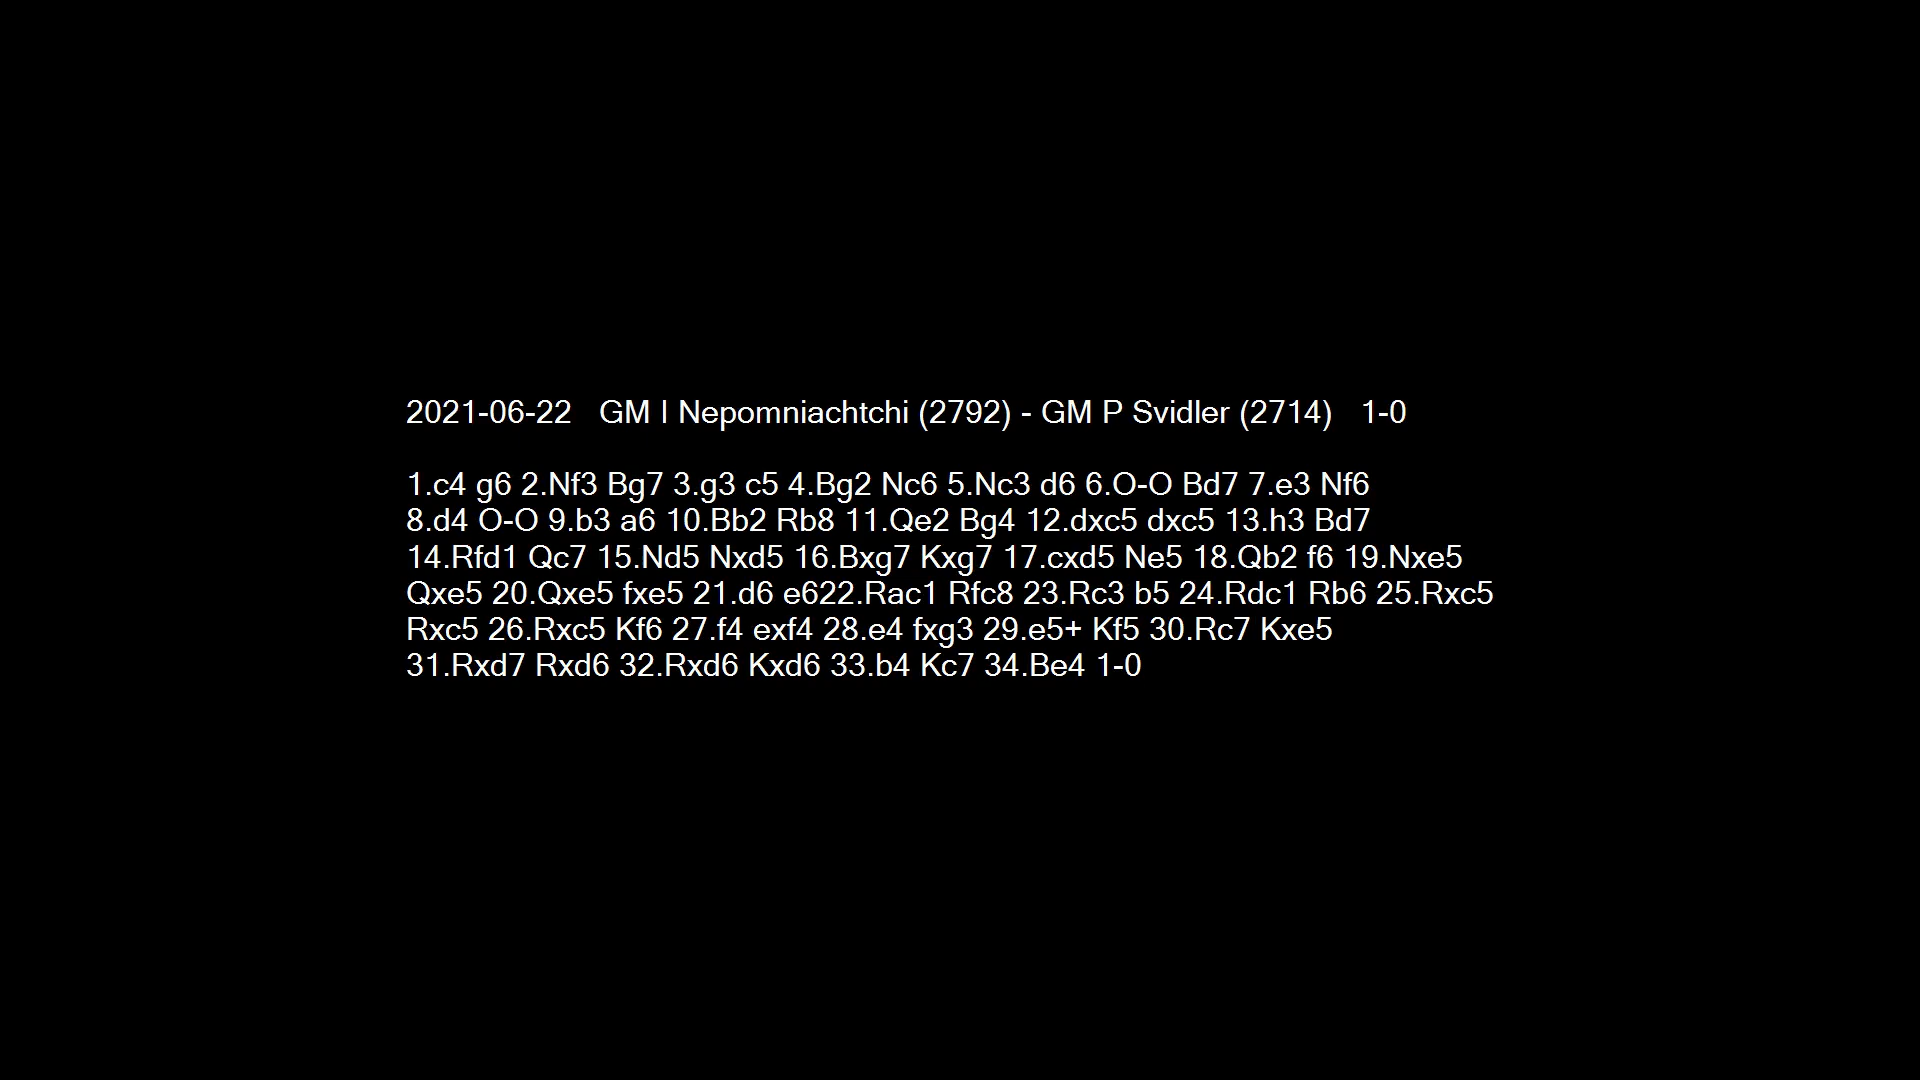 2021-06-22   GM I Nepomniachtchi (2792) - GM P Svidler (2714)   1-0
1.c4 g6 2.Nf3 Bg7 3.g3 c5 4.Bg2 Nc6 5.Nc3 d6 6.O-O Bd7 7.e3 Nf6
8.d4 O-O 9.b3 a6 10.Bb2 Rb8 11.Qe2 Bg4 12.dxc5 dxc5 13.h3 Bd7
14.Rfd1 Qc7 15.Nd5 Nxd5 16.Bxg7 Kxg7 17.cxd5 Ne5 18.Qb2 f6 19.Nxe5
Qxe5 20.Qxe5 fxe5 21.d6 e622.Rac1 Rfc8 23.Rc3 b5 24.Rdc1 Rb6 25.Rxc5
Rxc5 26.Rxc5 Kf6 27.f4 exf4 28.e4 fxg3 29.e5+ Kf5 30.Rc7 Kxe5
31.Rxd7 Rxd6 32.Rxd6 Kxd6 33.b4 Kc7 34.Be4 1-0